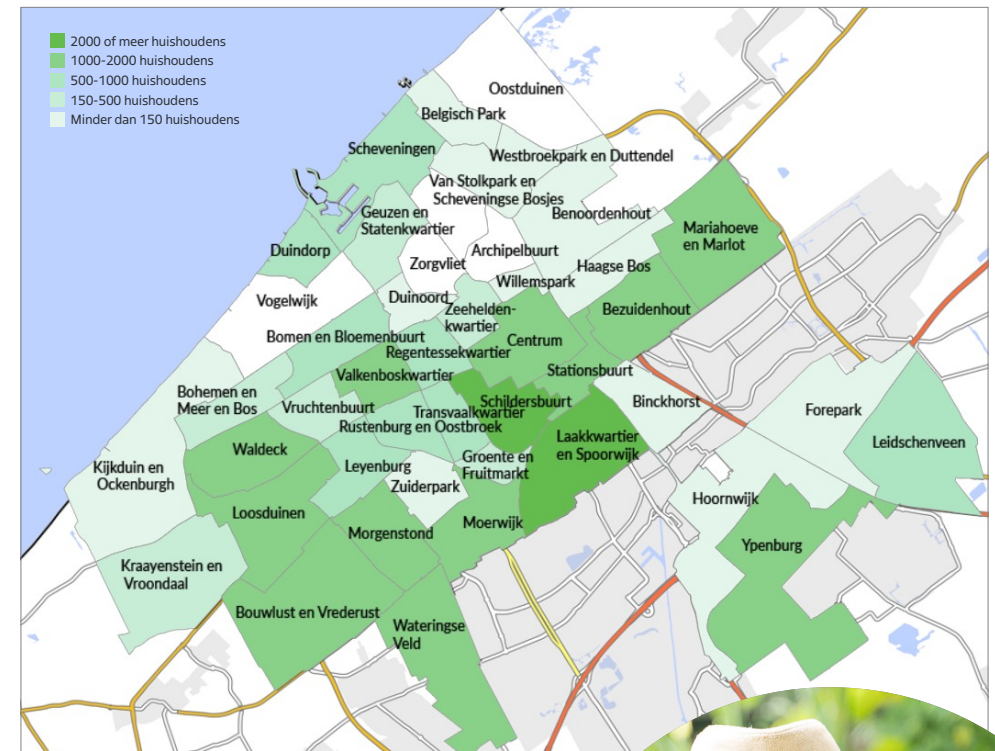 2000 of meer huishoudens
1000-2000 huishoudens
500-1000 huishoudens
150-500 huishoudens
Minder dan 150 huishoudens
Oostduinen
Belgisch Park
Scheveningen
Westbroekpark en Duttendel
Van Stolkpark en
Scheveningse Bosjes
Geuzen en
Statenkwartier
Benoordenhout
Mariahoeve
en Marlot
Duindorp
Archipelbuurt
Zorgvliet
Haagse Bos
Willemspark
Vogelwijk
Duinoord
Zeehelden-
kwartier
Bezuidenhout
Bomen en Bloemenbuurt
Centrum
Regentessekwartier
Stationsbuurt
Valkenboskwartier
Bohemen en
Meer en Bos
Vruchtenbuurt
Schildersbuurt
Binckhorst
Transvaalkwartier
Forepark
Rustenburg en Oostbroek
Laakkwartier
en Spoorwijk
Leidschenveen
Waldeck
Groente en
Fruitmarkt
Kijkduin en
Ockenburgh
Leyenburg
Zuiderpark
Hoornwijk
Loosduinen
Moerwijk
Morgenstond
Ypenburg
Kraayenstein en
Vroondaal
Bouwlust en Vrederust
Wateringse
Veld